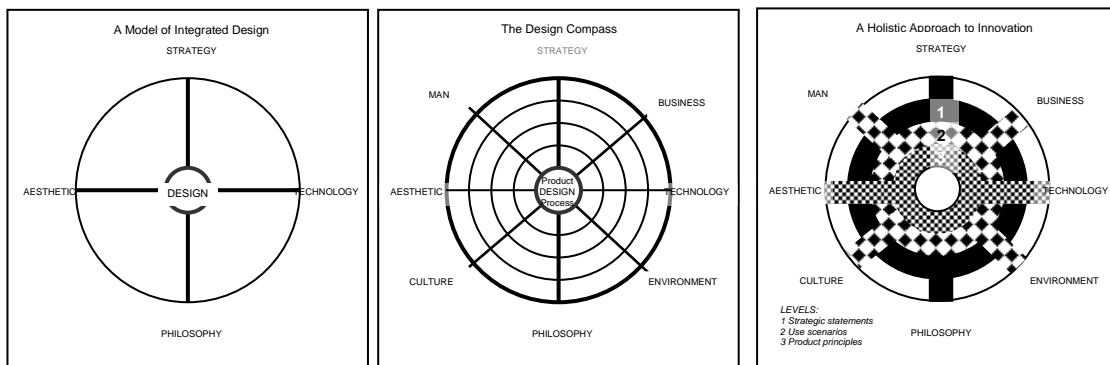 A Model of Integrated Design
STRATEGY
AESTHETIC
DESIGN
TECHNOLOGY
PHILOSOPHY
The Design Compass
STRATEGY
MAN
BUSINESS
AESTHETIC
Product
DESIGN
Process
TECHNOLOGY
CULTURE
ENVIRONMENT
PHILOSOPHY
A Holistic Approach to Innovation
STRATEGY
MAN
BUSINESS
1
2
AESTHETIC
TECHNOLOGY
CULTURE
ENVIRONMENT
LEVELS:
1 Strategic statements
2 Use scenarios
3 Product principles
PHILOSOPHY